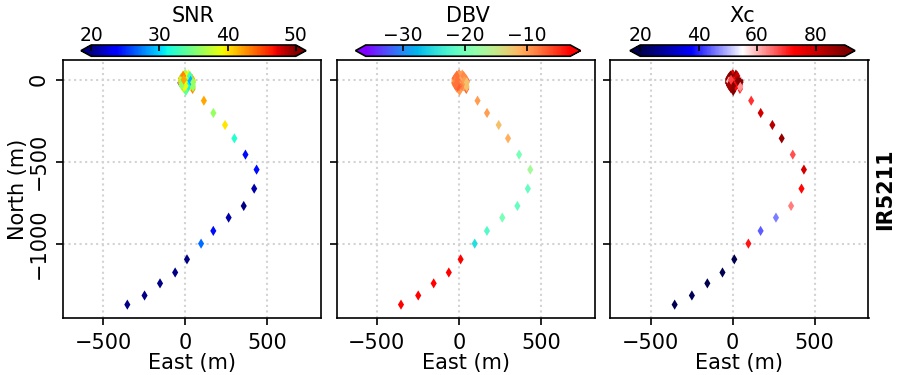 SNR DBV Xc
20 30 40 50 −30 −20 −10 20 40 60 80
North (m)
0
−500
−1000
IR5211
−500 0 500 −500 0 500 −500 0 500
East (m) East (m) East (m)